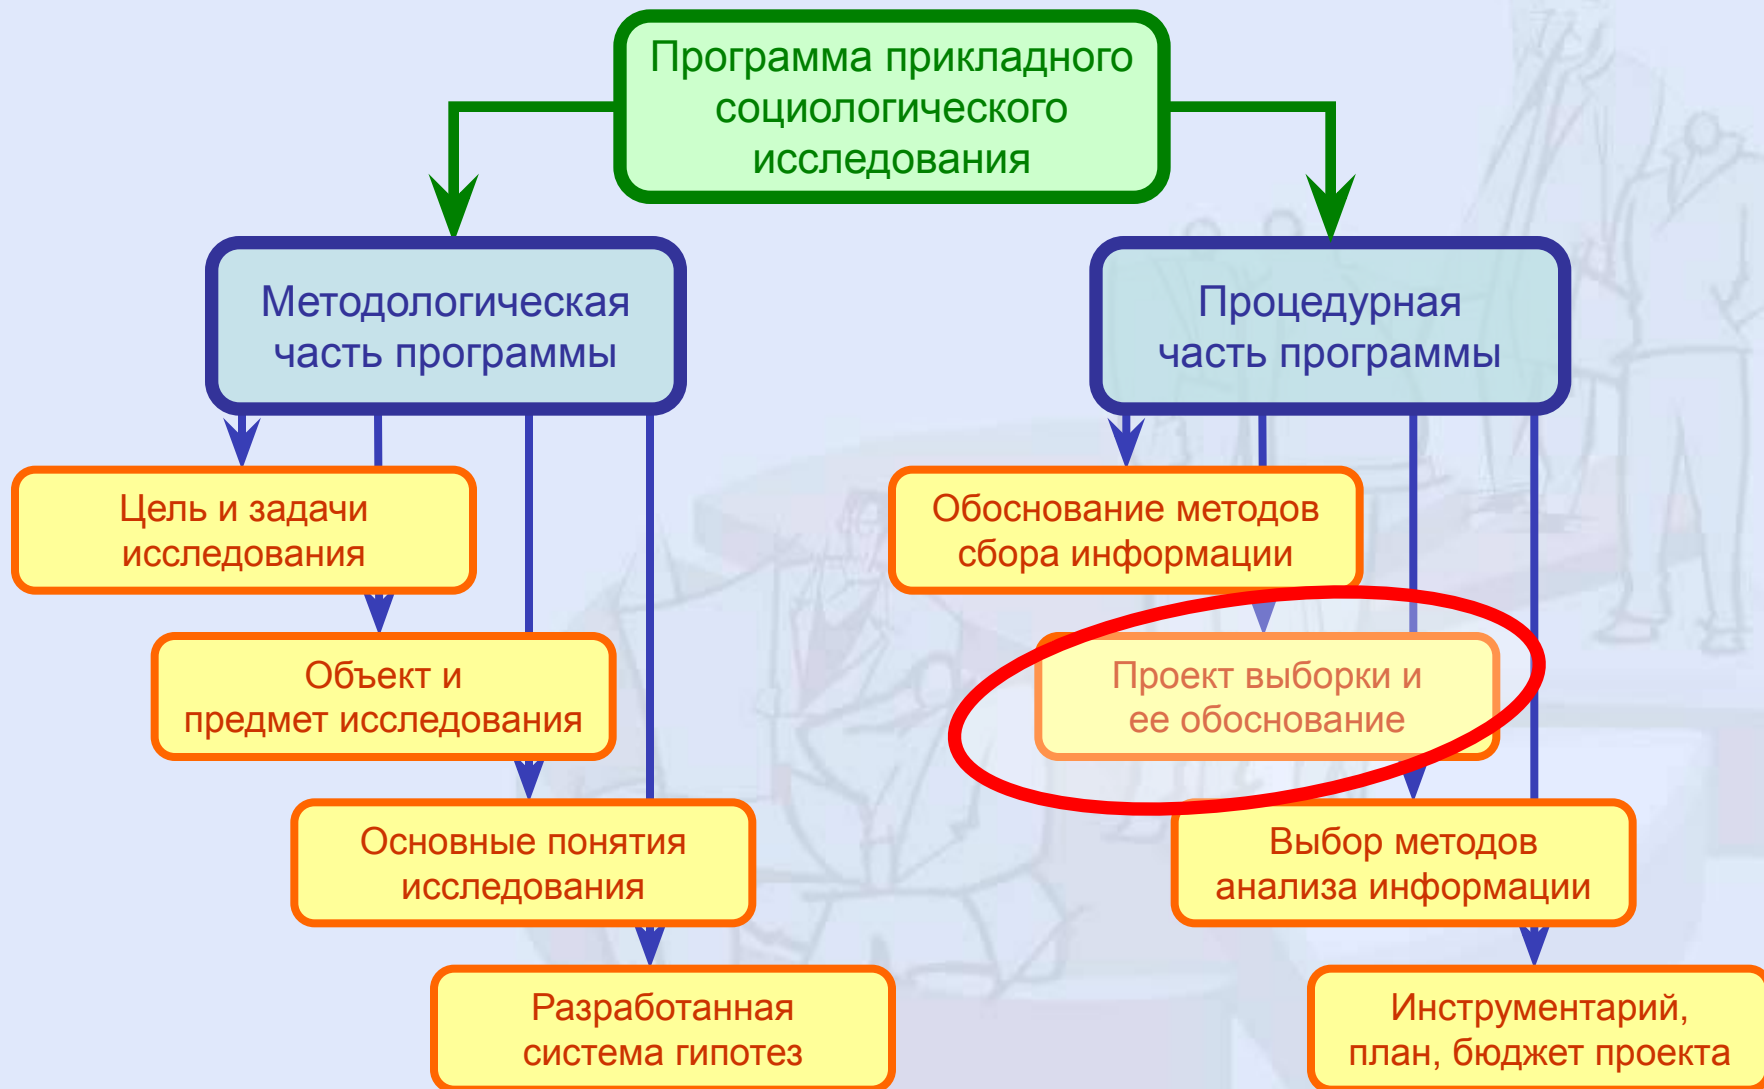 Программа прикладного
социологического
исследования
Методологическая
часть программы
Процедурная
часть программы
Цель и задачи
исследования
Обоснование методов
сбора информации
Объект и
предмет исследования
Проект выборки и
ее обоснование
Основные понятия
исследования
Выбор методов
анализа информации
Разработанная
система гипотез
Инструментарий,
план, бюджет проекта